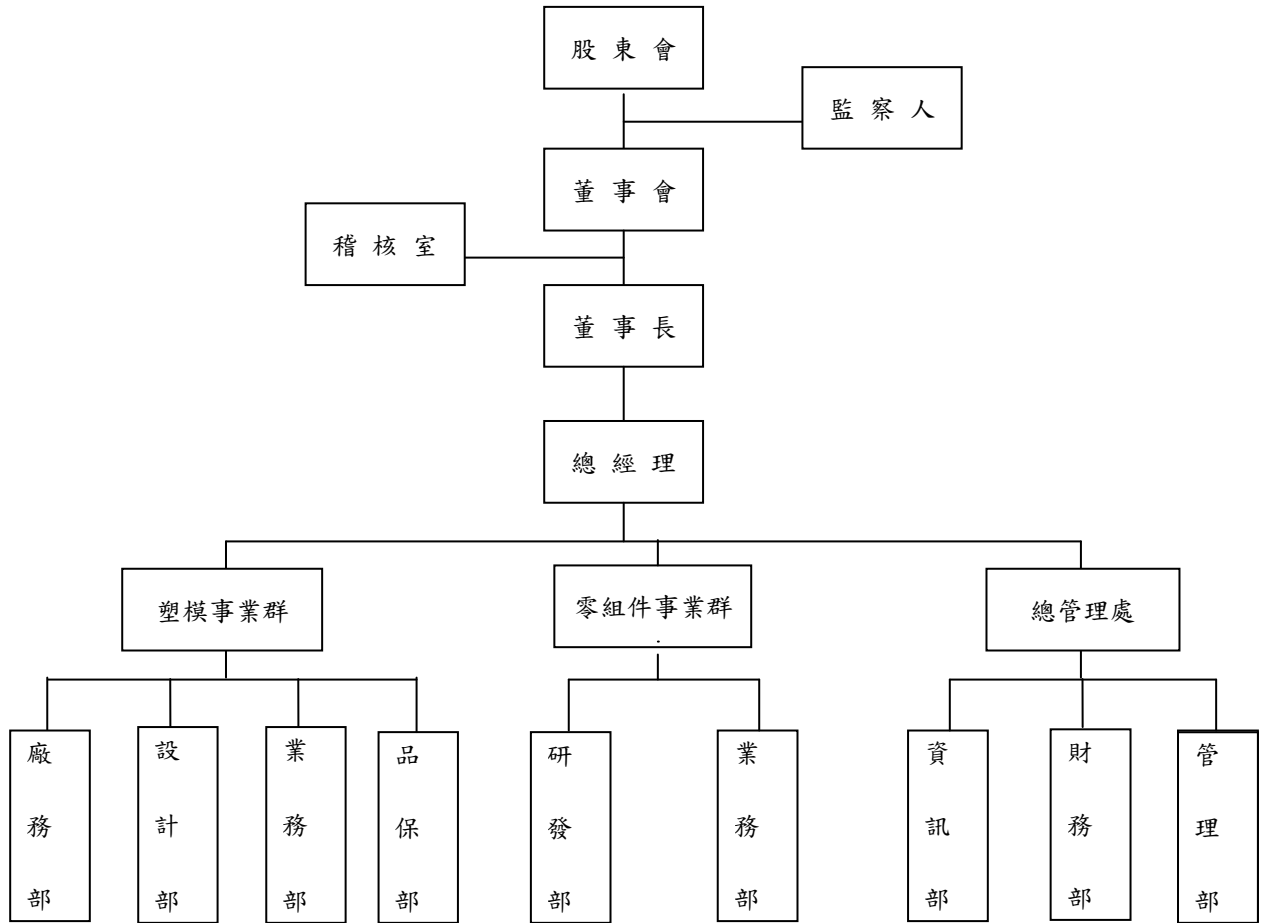 股東會
監察人
董事會
稽核室
董事長
總經理
塑模事業群
零組件事業群
.
總管理處
廠務部
設計部
業務部
品保部
研發部
業務部
資訊部
財務部
管理部